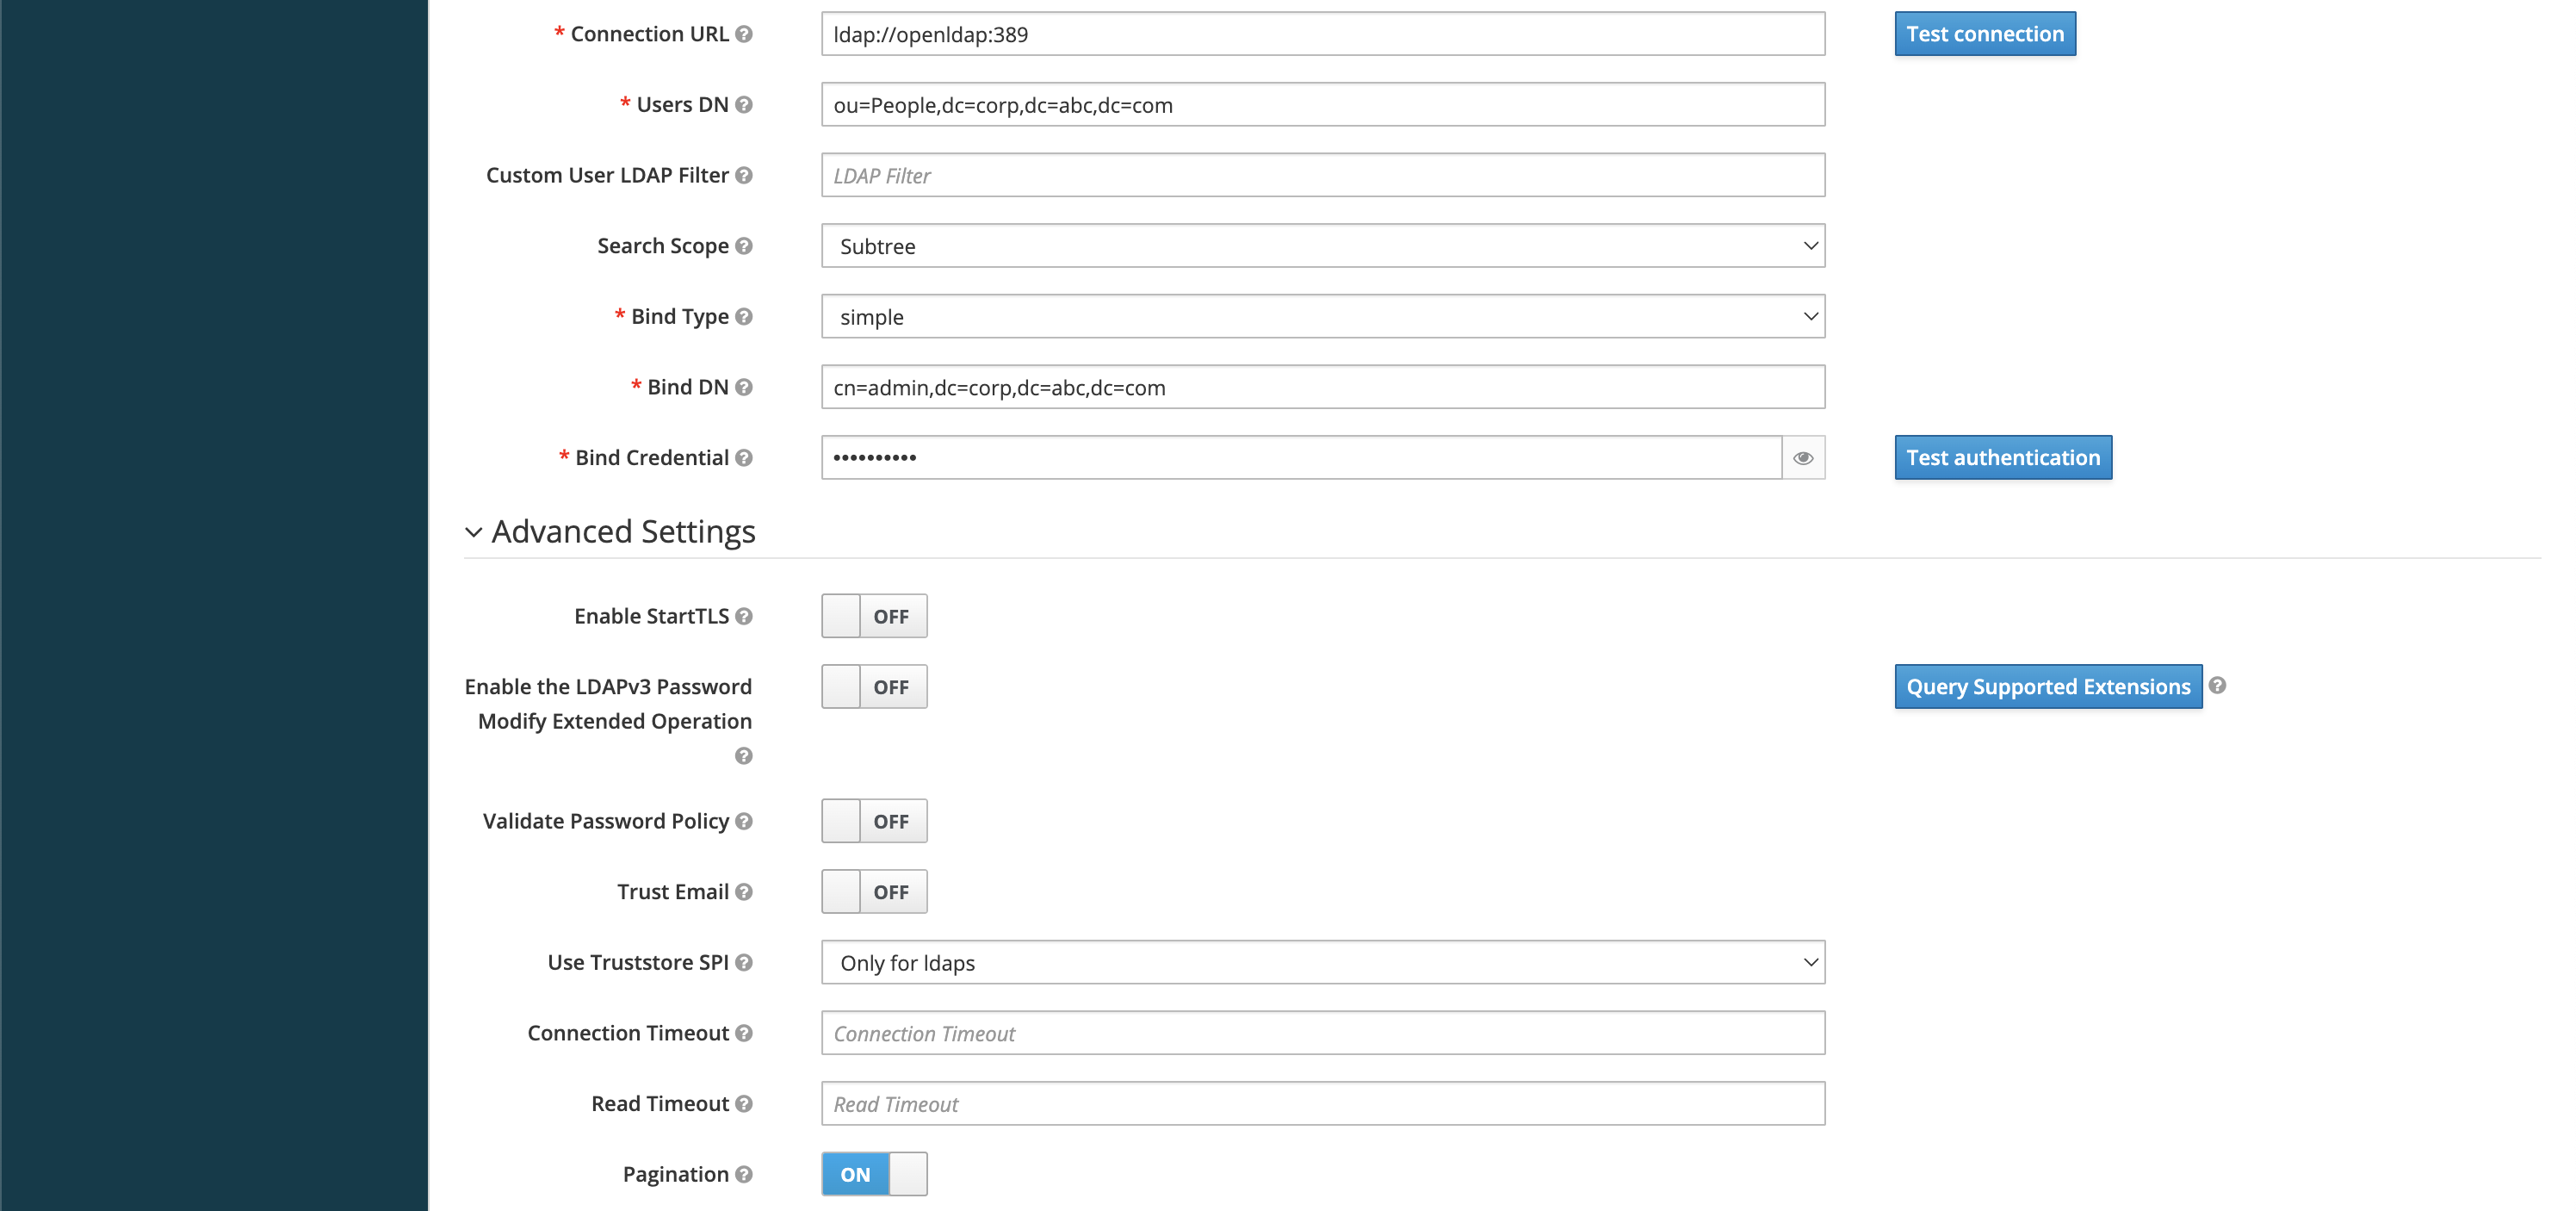 * Connection URL
ldap://openldap:389
Test connection
* Users DN
ou=People,dc=corp,dc=abc,dc=com
Custom User LDAP Filter
LDAP Filter
Search Scope
Subtree
* Bind Type
simple
* Bind DN
cn=admin,dc=corp,dc=abc,dc=com
* Bind Credential
••••••••••
Test authentication
Advanced Settings
Enable StartTLS
OFF
Enable the LDAPv3 Password
Modify Extended Operation
OFF
Query Supported Extensions
Validate Password Policy
OFF
Trust Email
OFF
Use Truststore SPI
Only for ldaps
Connection Timeout
Connection Timeout
Read Timeout
Read Timeout
Pagination
ON